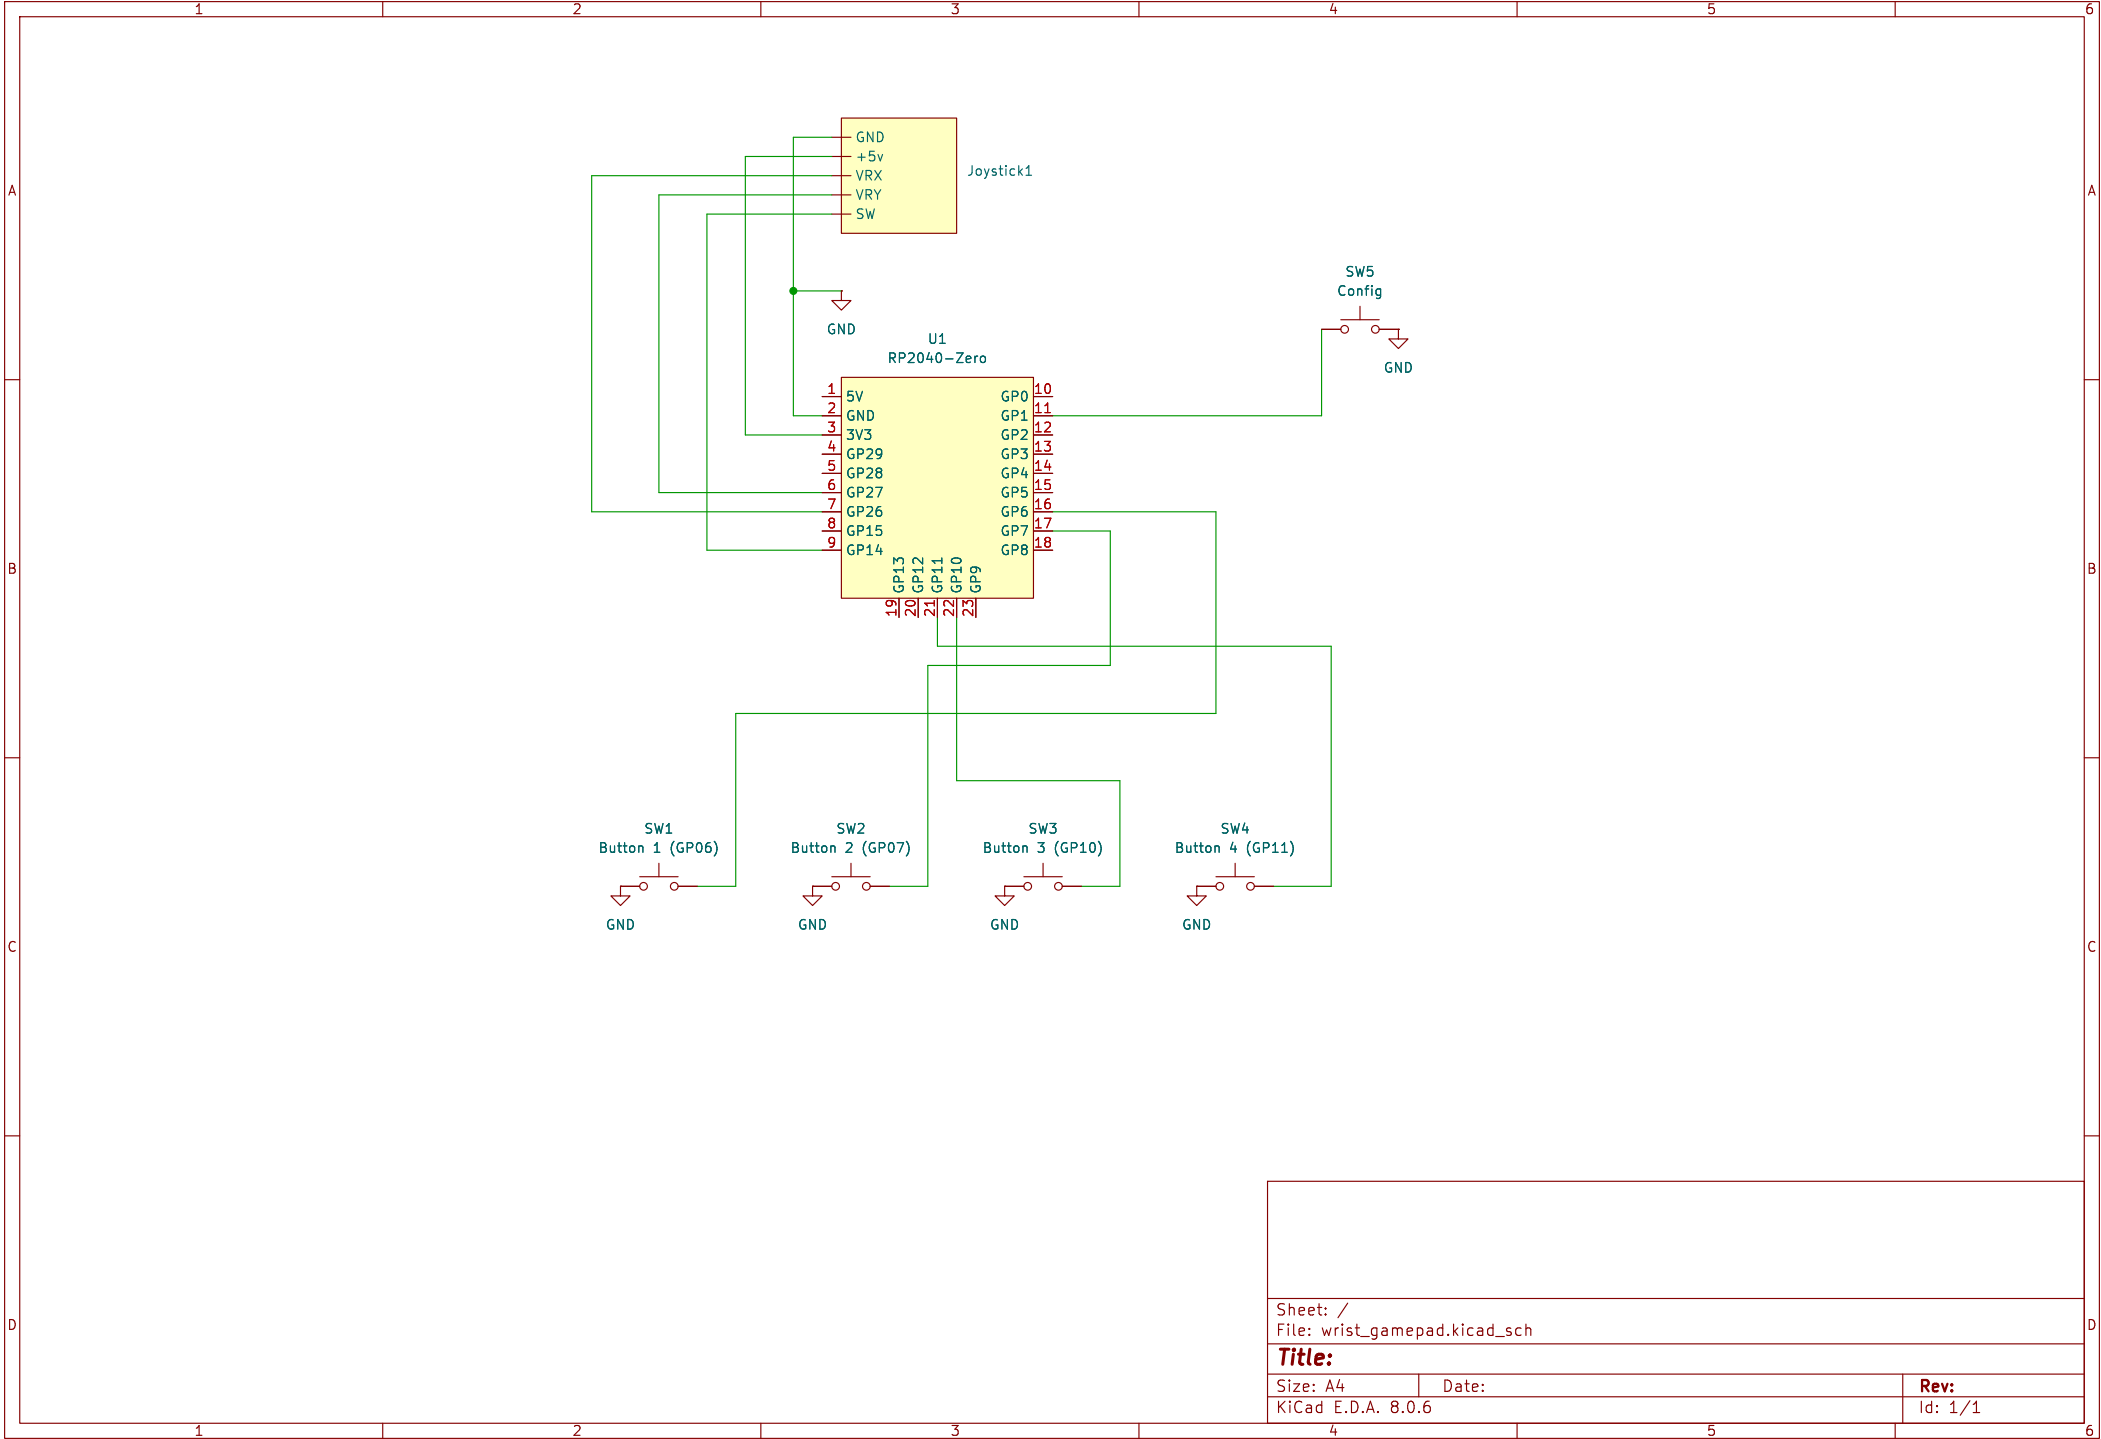 1 2 3 4 5 6
A A
B B
C C
D D
GND
+5v
VRX
VRY
SW
Joystick1
GND
SW5
Config
GND
U1
RP2040-Zero
1 5V GP0 10
2 GND GP1 11
3 3V3 GP2 12
4 GP29 GP3 13
5 GP28 GP4 14
6 GP27 GP5 15
7 GP26 GP6 16
8 GP15 GP7 17
9 GP14 GP8 18
GP13 GP12 GP11 GP10 GP9
19 20 21 22 23
SW1
Button 1 (GP06)
GND
SW2
Button 2 (GP07)
GND
SW3
Button 3 (GP10)
GND
SW4
Button 4 (GP11)
GND
Sheet: /
File: wrist_gamepad.kicad_sch
Title:
Size: A4 Date: Rev:
KiCad E.D.A. 8.0.6 Id: 1/1
1 2 3 4 5 6